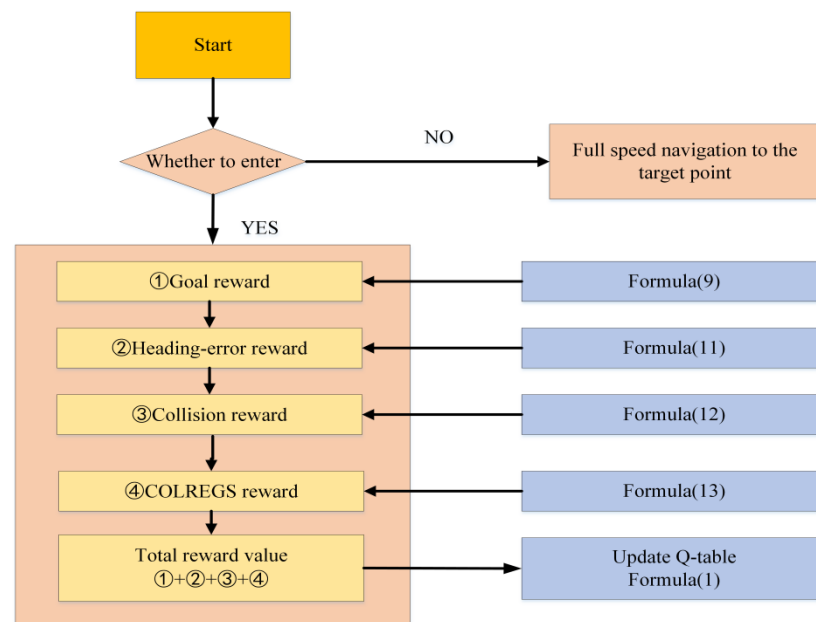 Start
Whether to enter
NO
Full speed navigation to the
target point
YES
①Goal reward
Formula(9)
②Heading-error reward
Formula(11)
③Collision reward
Formula(12)
④COLREGS reward
Formula(13)
Total reward value
①+②+③+④
Update Q-table
Formula(1)